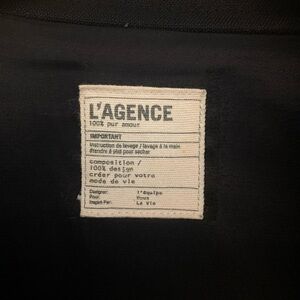 L'AGENCE
100% pur amour
IMPORTANT
Instruction de lavage / lavage à la main
étendre à plat pour sécher
composition /
100% design
créer pour votre
mode de vie
Designer: l'équipe
Pour: Vous
Inspiré Par: La Vie